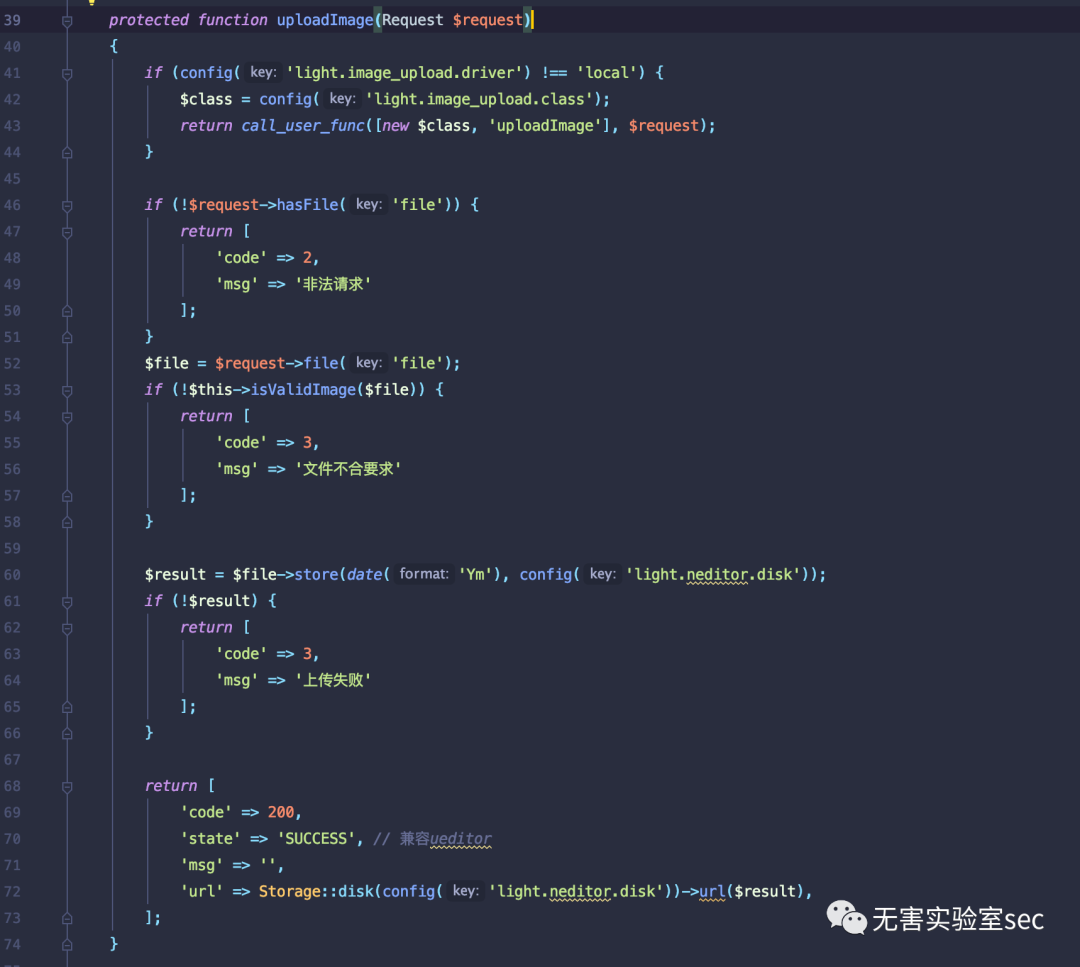 39 protected function uploadImage(Request $request)
40 {
41 if (config( key: 'light.image_upload.driver') !== 'local') {
42 $class = config( key: 'light.image_upload.class');
43 return call_user_func([new $class, 'uploadImage'], $request);
44 }
45
46 if (!$request->hasFile( key: 'file')) {
47 return [
48 'code' => 2,
49 'msg' => '非法请求'
50 ];
51 }
52 $file = $request->file( key: 'file');
53 if (!$this->isValidImage($file)) {
54 return [
55 'code' => 3,
56 'msg' => '文件不合要求'
57 ];
58 }
59
60 $result = $file->store(date( format: 'Ym'), config( key: 'light.neditor.disk'));
61 if (!$result) {
62 return [
63 'code' => 3,
64 'msg' => '上传失败'
65 ];
66 }
67
68 return [
69 'code' => 200,
70 'state' => 'SUCCESS', // 兼容ueditor
71 'msg' => '',
72 'url' => Storage::disk(config( key: 'light.neditor.disk'))->url($result),
73 ];
74 }
无害实验室sec